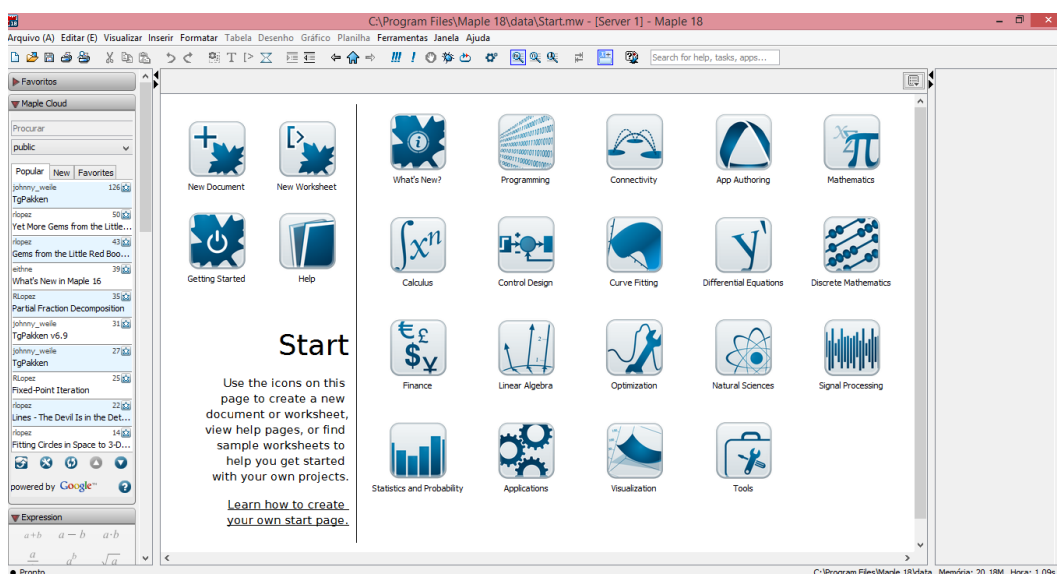 C:\Program Files\Maple 18\data\Start.mw - [Server 1] - Maple 18
Arquivo (A) Editar (E) Visualizar Inserir Formatar Tabela Desenho Gráfico Planilha Ferramentas Janela Ajuda
Search for help, tasks, apps...
Favoritos
Maple Cloud
Procurar
public
Popular New Favorites
johnny_weile 126
TgPakken
rlopez 50
Yet More Gems from the Little...
rlopez 43
Gems from the Little Red Boo...
eithne 39
What's New in Maple 16
RLopez 35
Partial Fraction Decomposition
johnny_weile 31
TgPakken v6.9
johnny_weile 27
TgPakken
RLopez 25
Fixed-Point Iteration
rlopez 22
Lines - The Devil Is in the Det...
rlopez 14
Fitting Circles in Space to 3-D...
powered by Google™
Expression
a+b a − b a·b
a a^b √a
New Document New Worksheet
Getting Started Help
Start
Use the icons on this
page to create a new
document or worksheet,
view help pages, or find
sample worksheets to
help you get started
with your own projects.
Learn how to create
your own start page.
What's New? Programming Connectivity App Authoring Mathematics
Calculus Control Design Curve Fitting Differential Equations Discrete Mathematics
Finance Linear Algebra Optimization Natural Sciences Signal Processing
Statistics and Probability Applications Visualization Tools
Pronto
C:\Program Files\Maple 18\data Memória: 20.18M Hora: 1.09s